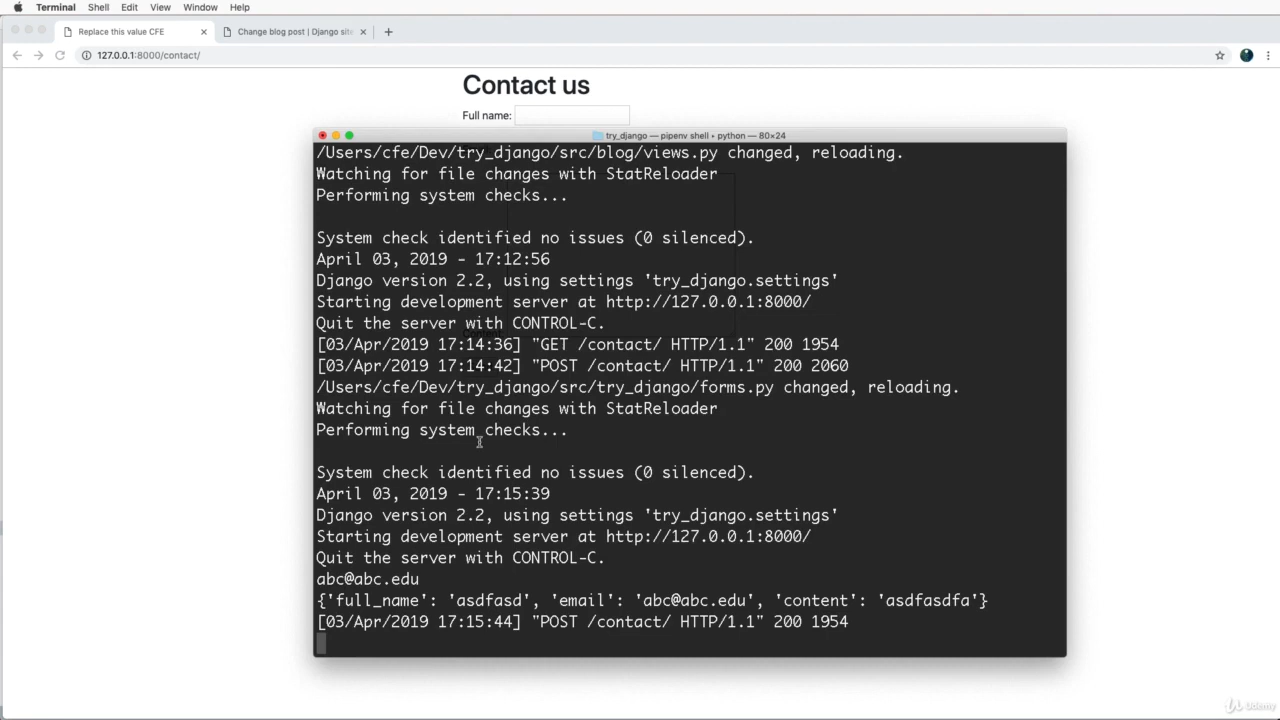 Terminal Shell Edit View Window Help
Replace this value CFE
Change blog post | Django site
127.0.0.1:8000/contact/
Contact us
Full name:
try_django — pipenv shell • python — 80×24
/Users/cfe/Dev/try_django/src/blog/views.py changed, reloading.
Watching for file changes with StatReloader
Performing system checks...
System check identified no issues (0 silenced).
April 03, 2019 - 17:12:56
Django version 2.2, using settings 'try_django.settings'
Starting development server at http://127.0.0.1:8000/
Quit the server with CONTROL-C.
[03/Apr/2019 17:14:36] "GET /contact/ HTTP/1.1" 200 1954
[03/Apr/2019 17:14:42] "POST /contact/ HTTP/1.1" 200 2060
/Users/cfe/Dev/try_django/src/try_django/forms.py changed, reloading.
Watching for file changes with StatReloader
Performing system checks...
System check identified no issues (0 silenced).
April 03, 2019 - 17:15:39
Django version 2.2, using settings 'try_django.settings'
Starting development server at http://127.0.0.1:8000/
Quit the server with CONTROL-C.
abc@abc.edu
{'full_name': 'asdfasd', 'email': 'abc@abc.edu', 'content': 'asdfasdfa'}
[03/Apr/2019 17:15:44] "POST /contact/ HTTP/1.1" 200 1954
Udemy